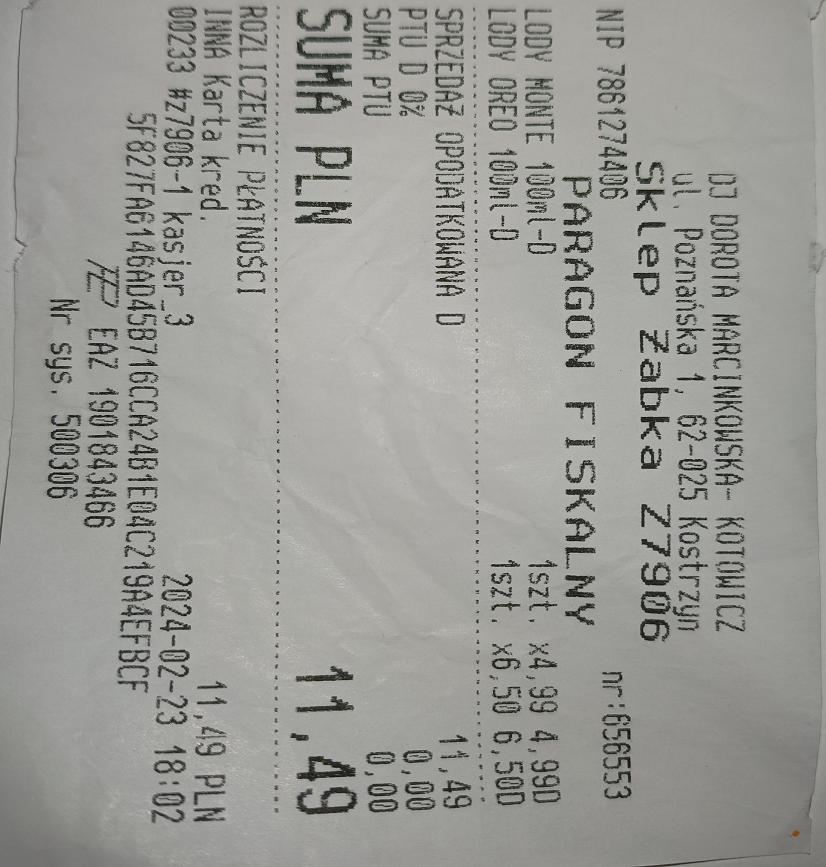 DJ DOROTA MARCINKOWSKA- KOTOWICZ
ul. Poznańska 1, 62-025 Kostrzyn
Sklep Żabka Z7906
NIP 7861274406 nr:656553
PARAGON FISKALNY
LODY MONTE 100ml-D 1szt. x4,99 4,99D
LODY OREO 100ml-D 1szt. x6,50 6,50D
SPRZEDAŻ OPODATKOWANA D 11,49
PTU D 0% 0,00
SUMA PTU 0,00
SUMA PLN 11,49
ROZLICZENIE PŁATNOŚCI
INNA Karta kred. 11,49 PLN
00233 #z7906-1 kasjer_3 2024-02-23 18:02
5F827FA6146AD45B716CCA24B1E04C219A4EFBCF
EAZ 1901843466
Nr sys. 500306